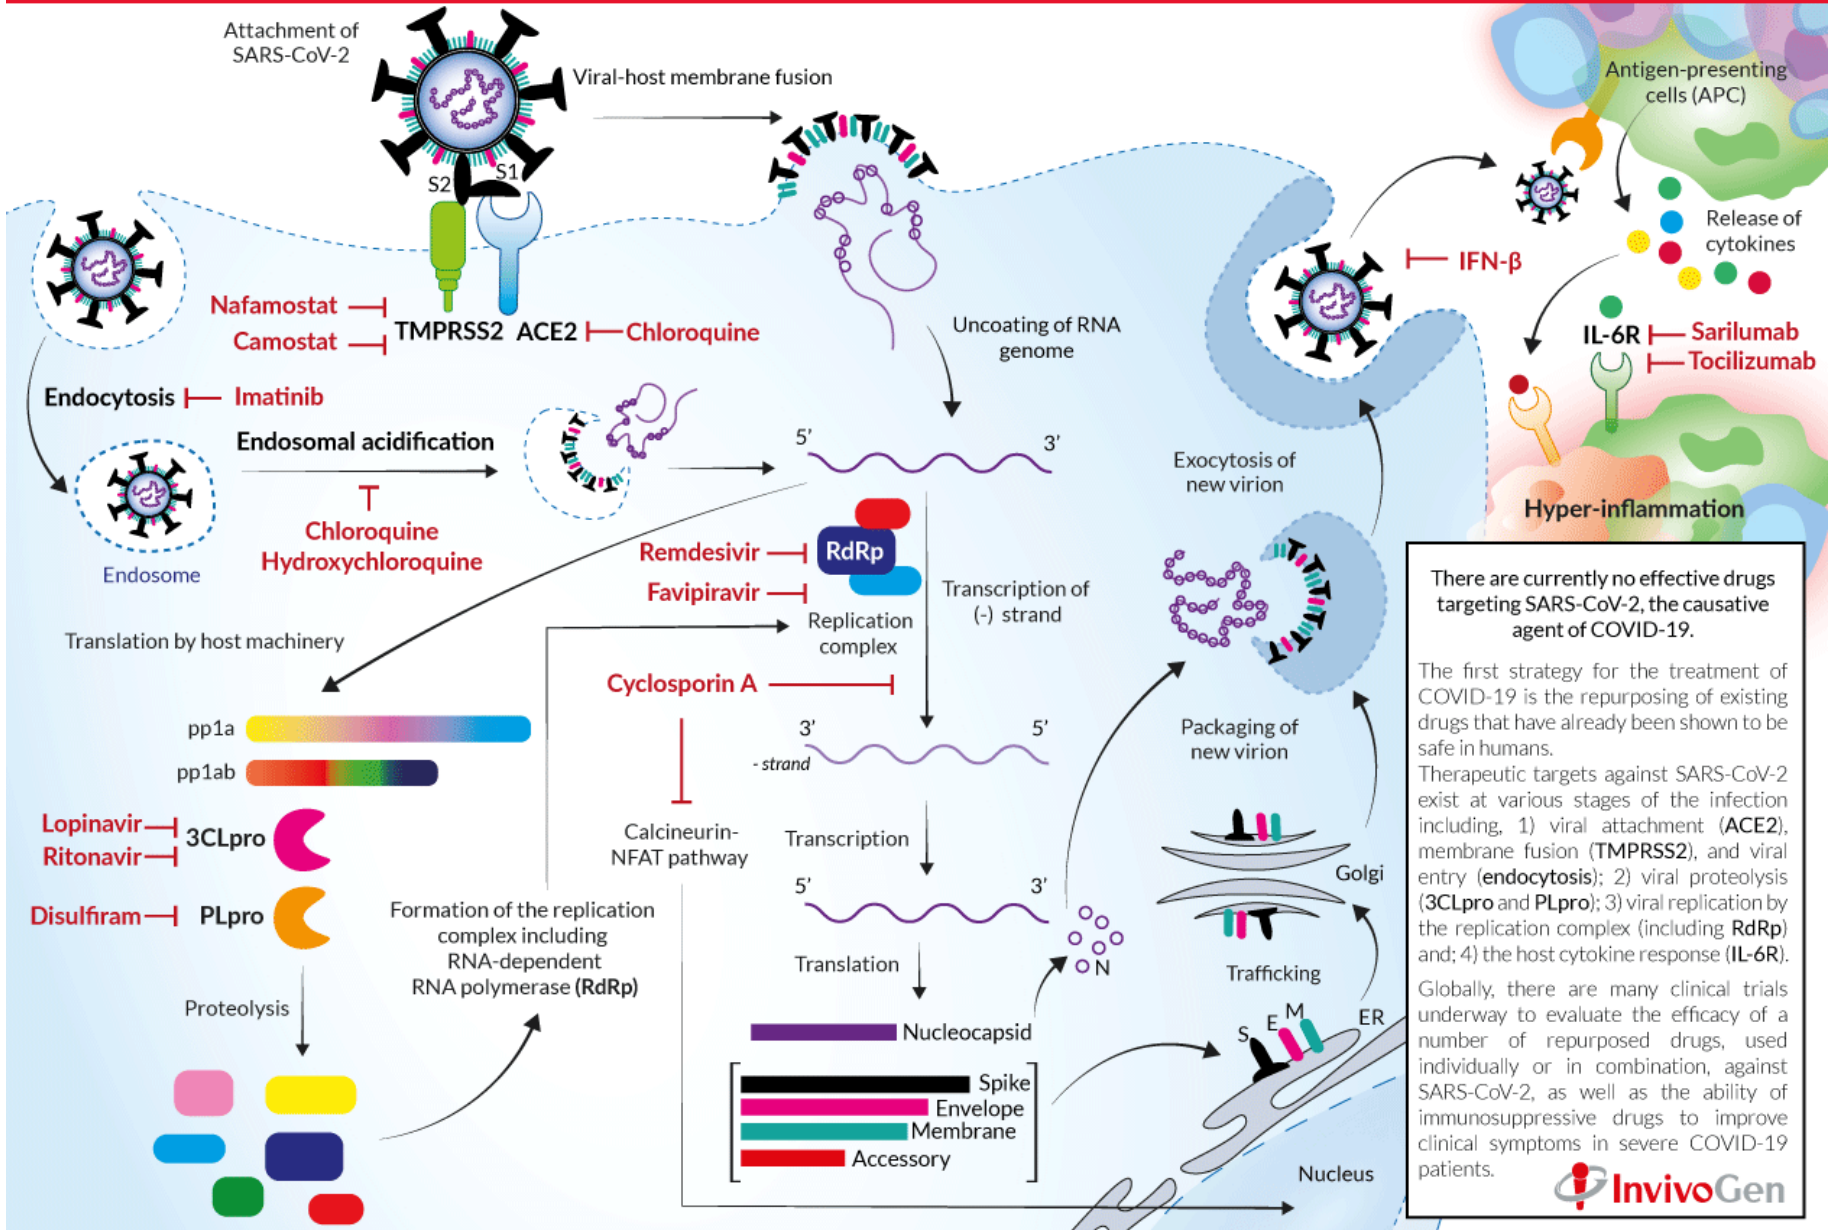 Attachment of
SARS-CoV-2
Viral-host membrane fusion
S2
S1
Nafamostat
Camostat
TMPRSS2
ACE2
Chloroquine
Endocytosis
Imatinib
Endosomal acidification
Chloroquine
Hydroxychloroquine
Endosome
Uncoating of RNA
genome
5’
3’
Remdesivir
Favipiravir
RdRp
Replication
complex
Transcription of
(-) strand
Translation by host machinery
Cyclosporin A
pp1a
pp1ab
3’
5’
- strand
Lopinavir
Ritonavir
3CLpro
Disulfiram
PLpro
Calcineurin-
NFAT pathway
Transcription
5’
3’
Formation of the replication
complex including
RNA-dependent
RNA polymerase (RdRp)
Proteolysis
Translation
N
Nucleocapsid
Spike
Envelope
Membrane
Accessory
Exocytosis of
new virion
Packaging of
new virion
Golgi
Trafficking
S
E
M
ER
Nucleus
Antigen-presenting
cells (APC)
Release of
cytokines
IFN-β
IL-6R
Sarilumab
Tocilizumab
Hyper-inflammation
There are currently no effective drugs
targeting SARS-CoV-2, the causative
agent of COVID-19.
The first strategy for the treatment of
COVID-19 is the repurposing of existing
drugs that have already been shown to be
safe in humans.
Therapeutic targets against SARS-CoV-2
exist at various stages of the infection
including, 1) viral attachment (ACE2),
membrane fusion (TMPRSS2), and viral
entry (endocytosis); 2) viral proteolysis
(3CLpro and PLpro); 3) viral replication by
the replication complex (including RdRp)
and; 4) the host cytokine response (IL-6R).
Globally, there are many clinical trials
underway to evaluate the efficacy of a
number of repurposed drugs, used
individually or in combination, against
SARS-CoV-2, as well as the ability of
immunosuppressive drugs to improve
clinical symptoms in severe COVID-19
patients.
InvivoGen